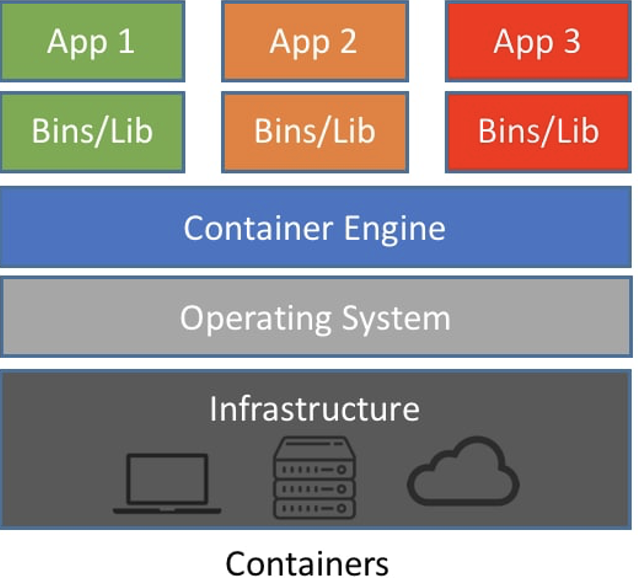 App 1
App 2
App 3
Bins/Lib
Bins/Lib
Bins/Lib
Container Engine
Operating System
Infrastructure
Containers